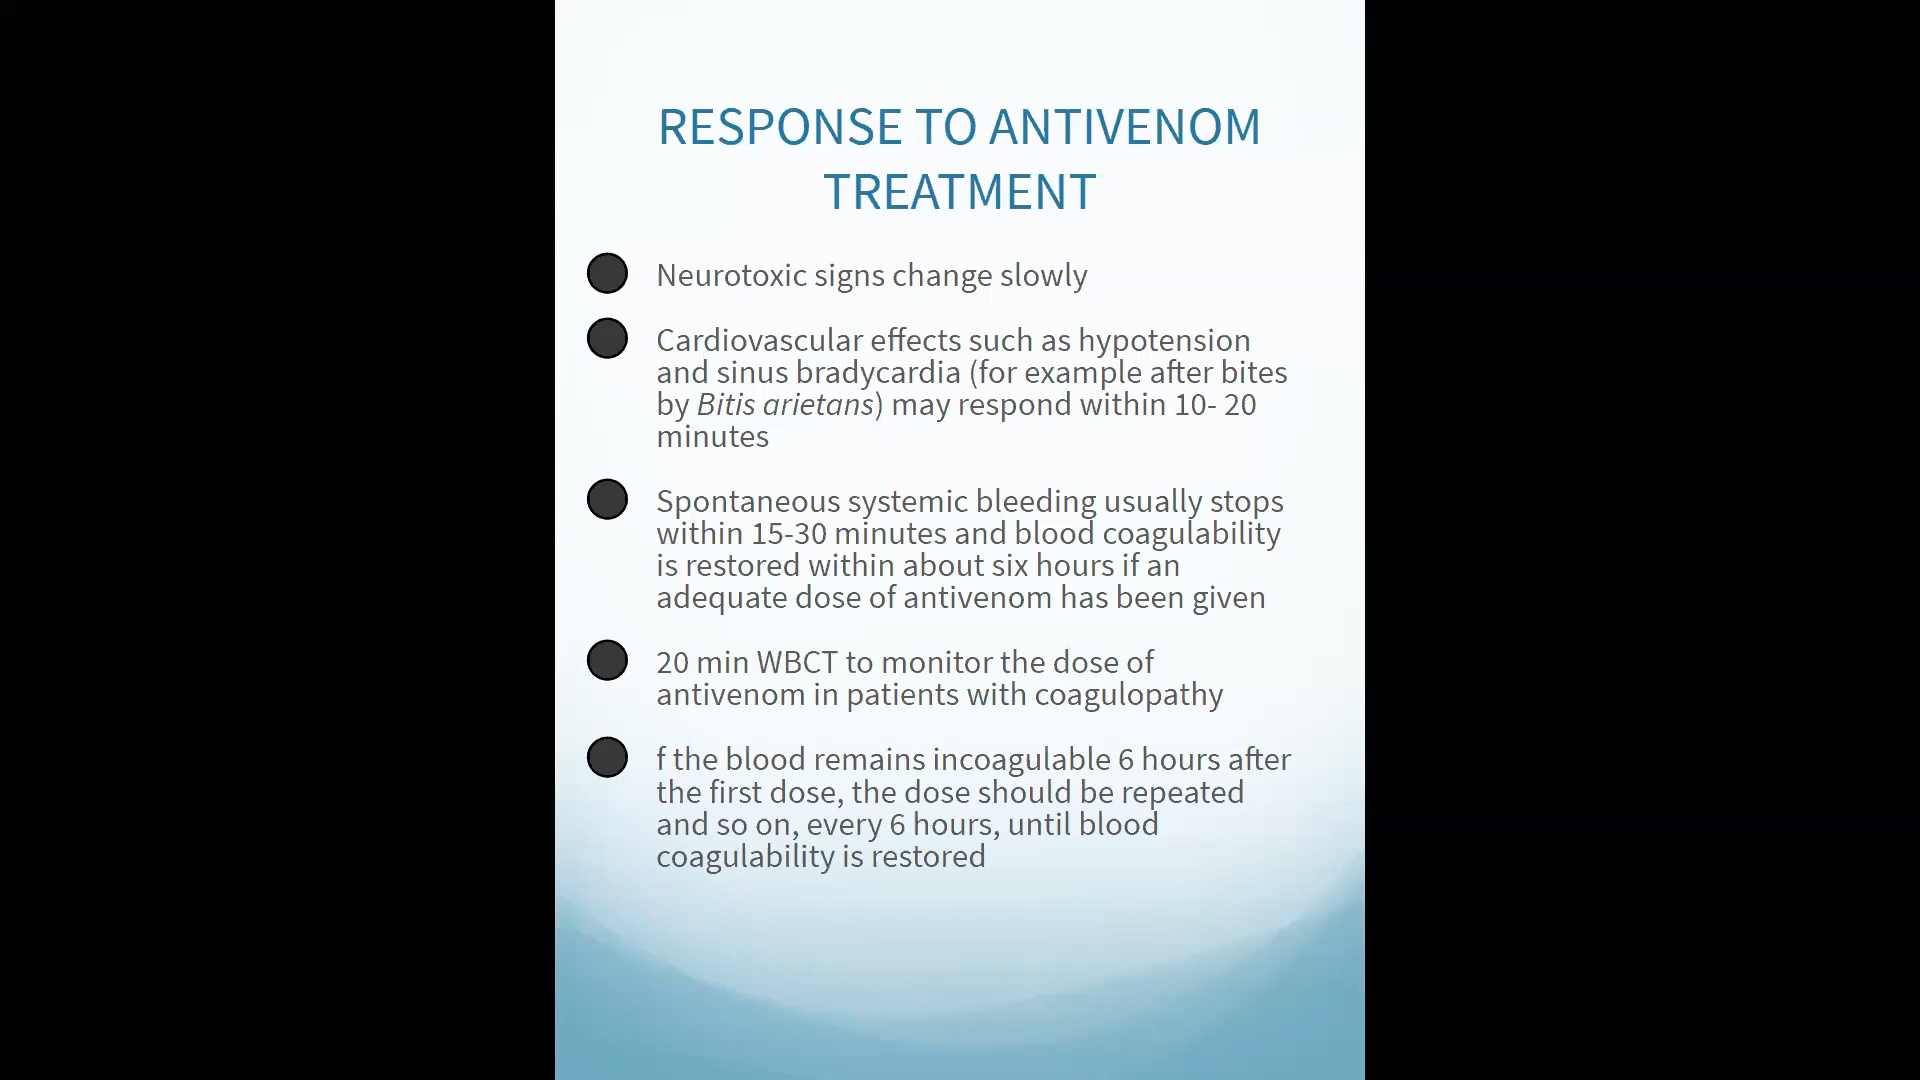 RESPONSE TO ANTIVENOM
TREATMENT
Neurotoxic signs change slowly
Cardiovascular effects such as hypotension
and sinus bradycardia (for example after bites
by Bitis arietans) may respond within 10- 20
minutes
Spontaneous systemic bleeding usually stops
within 15-30 minutes and blood coagulability
is restored within about six hours if an
adequate dose of antivenom has been given
20 min WBCT to monitor the dose of
antivenom in patients with coagulopathy
f the blood remains incoagulable 6 hours after
the first dose, the dose should be repeated
and so on, every 6 hours, until blood
coagulability is restored